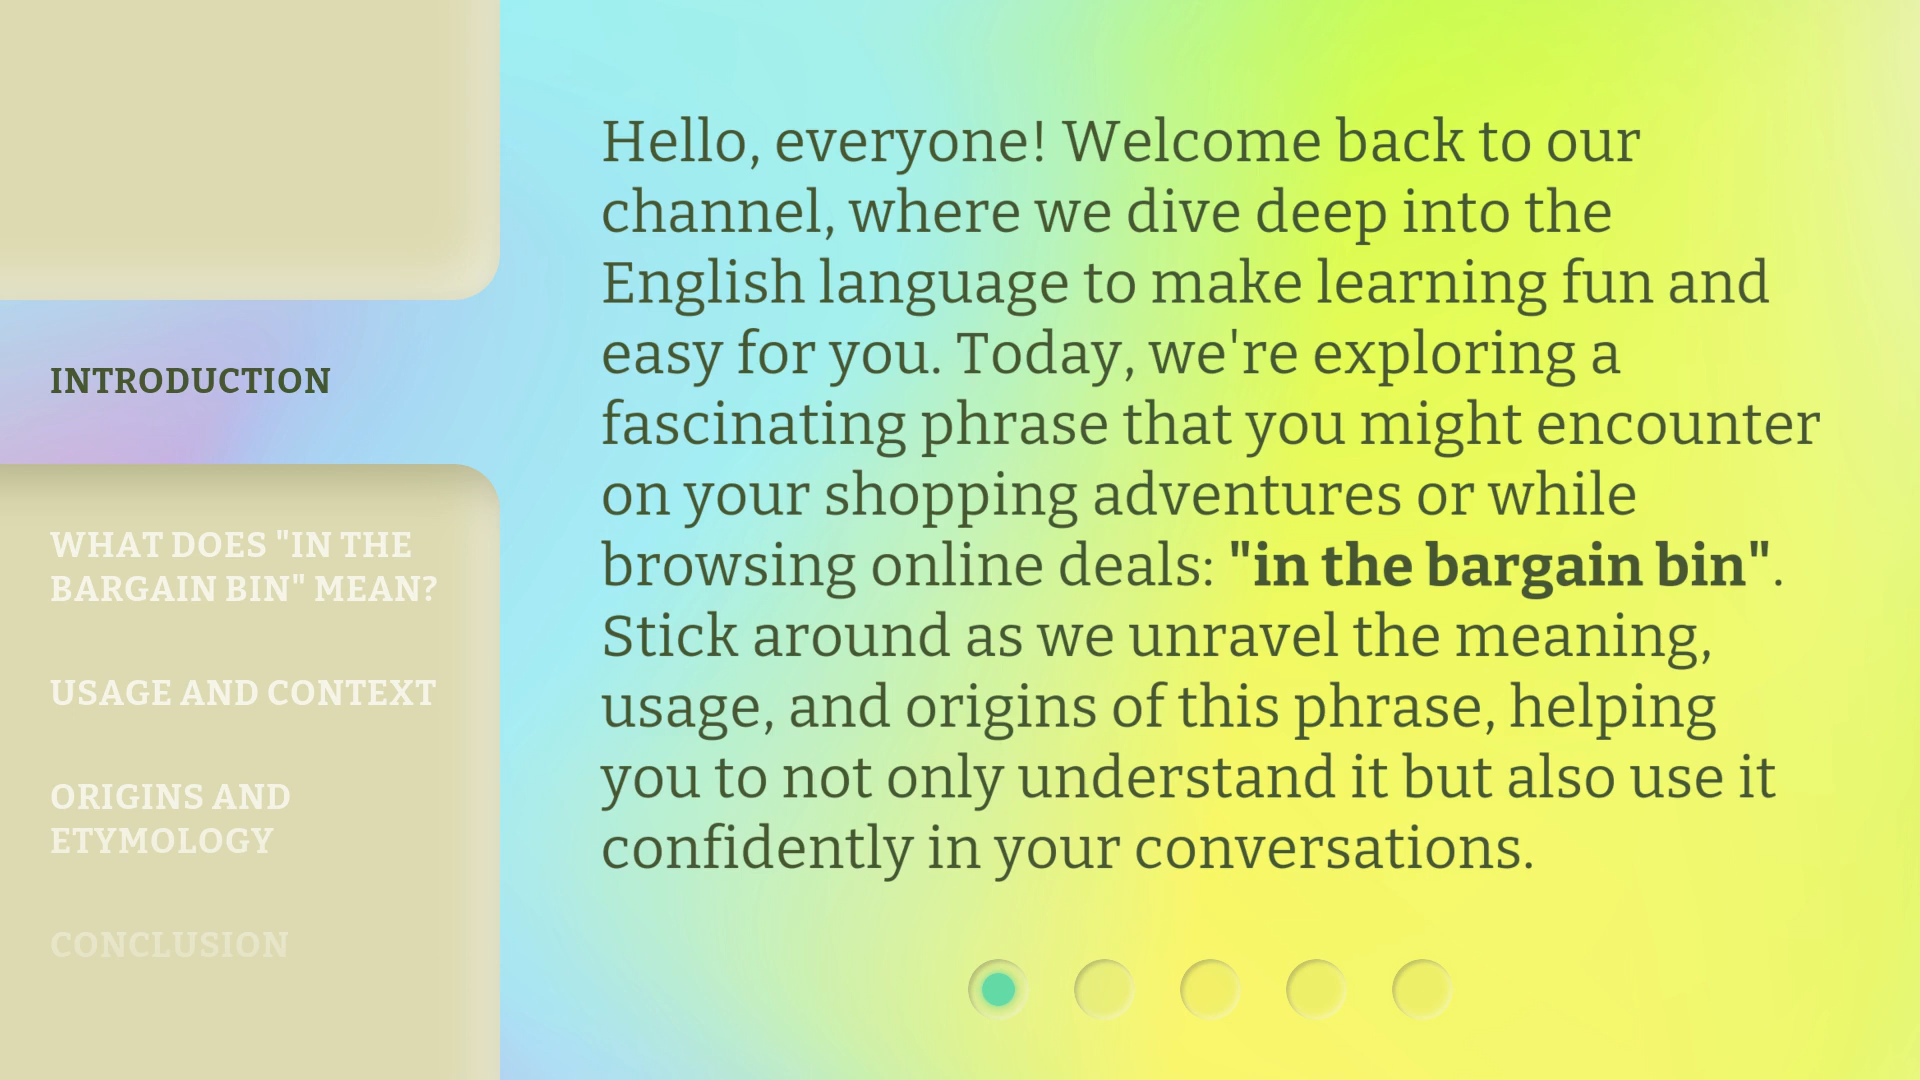 INTRODUCTION
WHAT DOES "IN THE
BARGAIN BIN" MEAN?
USAGE AND CONTEXT
ORIGINS AND
ETYMOLOGY
CONCLUSION
Hello, everyone! Welcome back to our
channel, where we dive deep into the
English language to make learning fun and
easy for you. Today, we're exploring a
fascinating phrase that you might encounter
on your shopping adventures or while
browsing online deals: "in the bargain bin".
Stick around as we unravel the meaning,
usage, and origins of this phrase, helping
you to not only understand it but also use it
confidently in your conversations.